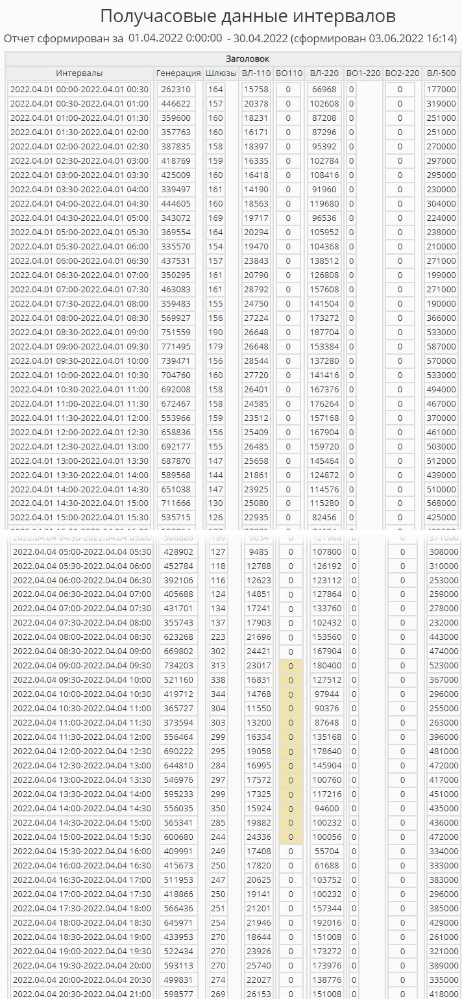 Получасовые данные интервалов
Отчет сформирован за 01.04.2022 0:00:00 - 30.04.2022 (сформирован 03.06.2022 16:14)
Заголовок
Интервалы Генерация Шлюзы ВЛ-110 ВО110 ВЛ-220 ВО1-220 ВО2-220 ВЛ-500
2022.04.01 00:00-2022.04.01 00:30 262310 164 15758 0 66968 0 0 177000
2022.04.01 00:30-2022.04.01 01:00 446622 157 20378 0 102608 0 0 319000
2022.04.01 01:00-2022.04.01 01:30 359600 160 18231 0 87208 0 0 251000
2022.04.01 01:30-2022.04.01 02:00 357763 160 16171 0 87296 0 0 251000
2022.04.01 02:00-2022.04.01 02:30 387835 158 18397 0 95392 0 0 270000
2022.04.01 02:30-2022.04.01 03:00 418769 159 16335 0 102784 0 0 297000
2022.04.01 03:00-2022.04.01 03:30 425009 160 16418 0 108416 0 0 295000
2022.04.01 03:30-2022.04.01 04:00 339497 161 14190 0 91960 0 0 230000
2022.04.01 04:00-2022.04.01 04:30 444605 160 18563 0 119680 0 0 304000
2022.04.01 04:30-2022.04.01 05:00 343072 169 19717 0 96536 0 0 224000
2022.04.01 05:00-2022.04.01 05:30 369554 164 20294 0 105952 0 0 238000
2022.04.01 05:30-2022.04.01 06:00 335570 154 19470 0 104368 0 0 210000
2022.04.01 06:00-2022.04.01 06:30 437531 157 23843 0 138512 0 0 271000
2022.04.01 06:30-2022.04.01 07:00 350295 161 20790 0 126808 0 0 199000
2022.04.01 07:00-2022.04.01 07:30 463083 161 28792 0 157608 0 0 271000
2022.04.01 07:30-2022.04.01 08:00 359483 155 24750 0 141504 0 0 190000
2022.04.01 08:00-2022.04.01 08:30 569927 156 27224 0 173272 0 0 366000
2022.04.01 08:30-2022.04.01 09:00 751559 190 26648 0 187704 0 0 533000
2022.04.01 09:00-2022.04.01 09:30 771495 179 26648 0 153384 0 0 587000
2022.04.01 09:30-2022.04.01 10:00 739471 156 28544 0 137280 0 0 570000
2022.04.01 10:00-2022.04.01 10:30 704760 160 27720 0 141416 0 0 533000
2022.04.01 10:30-2022.04.01 11:00 692008 158 26401 0 167376 0 0 494000
2022.04.01 11:00-2022.04.01 11:30 672467 158 24585 0 176264 0 0 467000
2022.04.01 11:30-2022.04.01 12:00 553966 159 23512 0 157168 0 0 370000
2022.04.01 12:00-2022.04.01 12:30 658836 156 25409 0 167904 0 0 461000
2022.04.01 12:30-2022.04.01 13:00 692177 155 26485 0 159720 0 0 503000
2022.04.01 13:00-2022.04.01 13:30 687870 147 25658 0 145464 0 0 512000
2022.04.01 13:30-2022.04.01 14:00 589568 144 21861 0 124872 0 0 439000
2022.04.01 14:00-2022.04.01 14:30 651038 147 23925 0 114576 0 0 510000
2022.04.01 14:30-2022.04.01 15:00 711666 130 25080 0 115280 0 0 568000
2022.04.01 15:00-2022.04.01 15:30 535715 126 22935 0 82456 0 0 425000
2022.04.04 05:00-2022.04.04 05:30 428902 127 9485 0 107800 0 0 308000
2022.04.04 05:30-2022.04.04 06:00 452784 118 12788 0 126192 0 0 310000
2022.04.04 06:00-2022.04.04 06:30 392106 116 12623 0 123112 0 0 253000
2022.04.04 06:30-2022.04.04 07:00 405688 124 14851 0 127864 0 0 259000
2022.04.04 07:00-2022.04.04 07:30 431701 134 17241 0 133760 0 0 278000
2022.04.04 07:30-2022.04.04 08:00 355743 137 17903 0 102432 0 0 232000
2022.04.04 08:00-2022.04.04 08:30 623268 223 21696 0 153560 0 0 443000
2022.04.04 08:30-2022.04.04 09:00 669802 302 24421 0 167904 0 0 474000
2022.04.04 09:00-2022.04.04 09:30 734203 313 23017 0 180400 0 0 523000
2022.04.04 09:30-2022.04.04 10:00 521160 338 16831 0 127512 0 0 367000
2022.04.04 10:00-2022.04.04 10:30 419712 344 14768 0 97944 0 0 296000
2022.04.04 10:30-2022.04.04 11:00 365727 304 11550 0 90376 0 0 255000
2022.04.04 11:00-2022.04.04 11:30 373594 303 13200 0 87648 0 0 263000
2022.04.04 11:30-2022.04.04 12:00 556464 299 16334 0 135168 0 0 396000
2022.04.04 12:00-2022.04.04 12:30 690222 295 19058 0 178640 0 0 481000
2022.04.04 12:30-2022.04.04 13:00 644810 284 16995 0 145904 0 0 472000
2022.04.04 13:00-2022.04.04 13:30 546976 297 17572 0 100760 0 0 417000
2022.04.04 13:30-2022.04.04 14:00 595233 299 17325 0 117216 0 0 451000
2022.04.04 14:00-2022.04.04 14:30 556035 350 15924 0 94600 0 0 435000
2022.04.04 14:30-2022.04.04 15:00 565341 285 19882 0 100232 0 0 436000
2022.04.04 15:00-2022.04.04 15:30 600680 244 24336 0 100056 0 0 472000
2022.04.04 15:30-2022.04.04 16:00 409991 249 17408 0 55704 0 0 334000
2022.04.04 16:00-2022.04.04 16:30 415673 250 17820 0 61688 0 0 333000
2022.04.04 16:30-2022.04.04 17:00 511953 247 20625 0 103752 0 0 383000
2022.04.04 17:00-2022.04.04 17:30 418866 250 19141 0 100232 0 0 296000
2022.04.04 17:30-2022.04.04 18:00 566436 251 21201 0 157344 0 0 385000
2022.04.04 18:00-2022.04.04 18:30 645971 254 21946 0 192016 0 0 429000
2022.04.04 18:30-2022.04.04 19:00 433953 270 18644 0 151008 0 0 261000
2022.04.04 19:00-2022.04.04 19:30 522434 270 23926 0 173272 0 0 321000
2022.04.04 19:30-2022.04.04 20:00 593113 270 25740 0 173976 0 0 389000
2022.04.04 20:00-2022.04.04 20:30 499831 274 22027 0 138776 0 0 335000
2022.04.04 20:30-2022.04.04 21:00 598577 269 26153 0 151008 0 0 418000